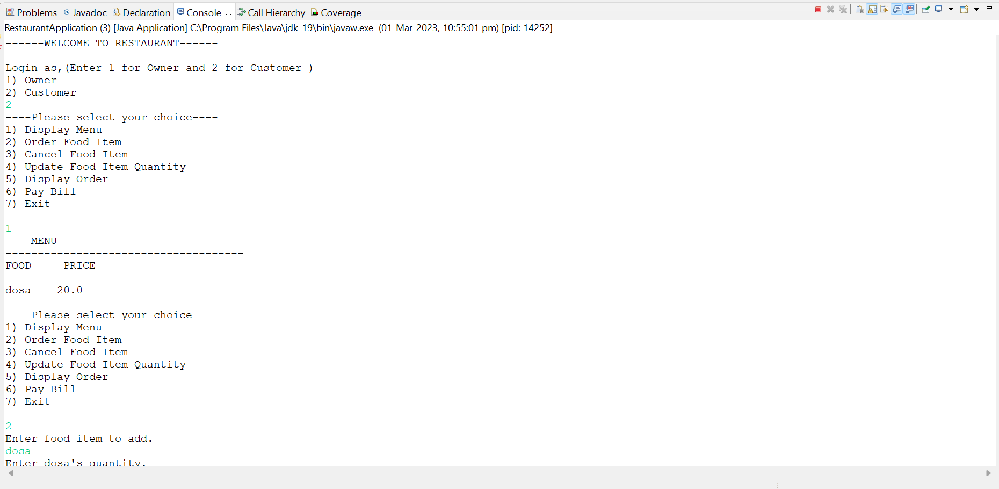 Problems @ Javadoc Declaration Console Call Hierarchy Coverage
RestaurantApplication (3) [Java Application] C:\Program Files\Java\jdk-19\bin\javaw.exe (01-Mar-2023, 10:55:01 pm) [pid: 14252]
------WELCOME TO RESTAURANT------
Login as,(Enter 1 for Owner and 2 for Customer )
1) Owner
2) Customer
2
----Please select your choice----
1) Display Menu
2) Order Food Item
3) Cancel Food Item
4) Update Food Item Quantity
5) Display Order
6) Pay Bill
7) Exit
1
----MENU----
-------------------------------------
FOOD     PRICE
-------------------------------------
dosa    20.0
-------------------------------------
----Please select your choice----
1) Display Menu
2) Order Food Item
3) Cancel Food Item
4) Update Food Item Quantity
5) Display Order
6) Pay Bill
7) Exit
2
Enter food item to add.
dosa
Enter dosa's quantity.